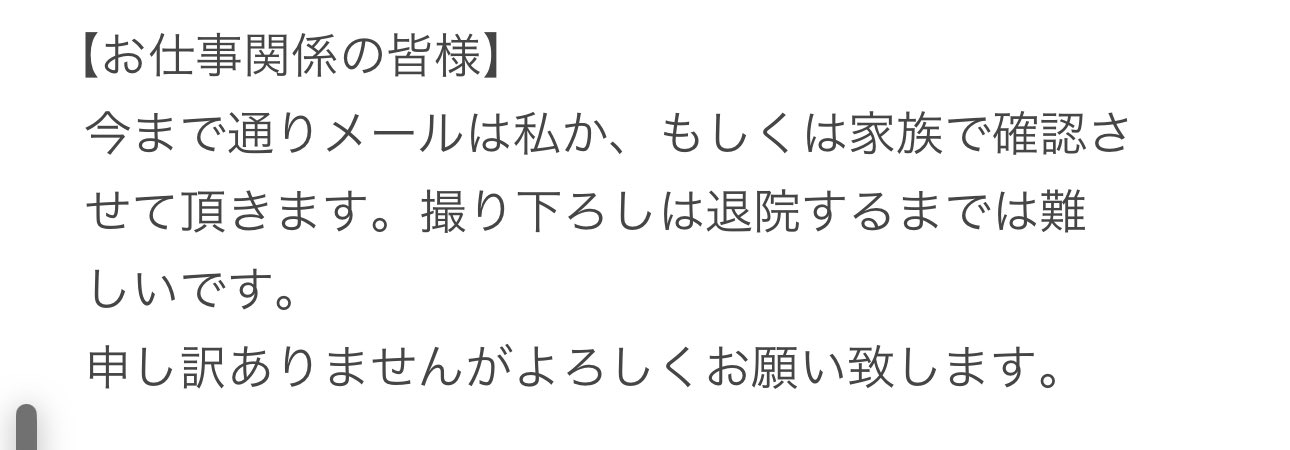 【お仕事関係の皆様】
今まで通りメールは私か、もしくは家族で確認さ
せて頂きます。撮り下ろしは退院するまでは難
しいです。
申し訳ありませんがよろしくお願い致します。